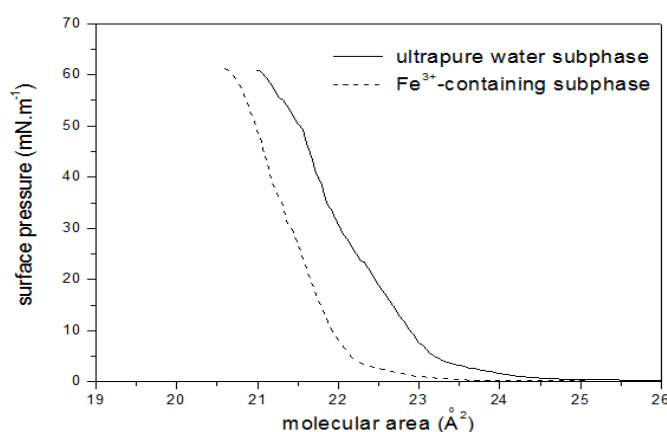 70
60
50
40
30
20
10
0
surface pressure (mN.m⁻¹)
ultrapure water subphase
Fe³⁺-containing subphase
19 20 21 22 23 24 25 26
molecular area (Å²)